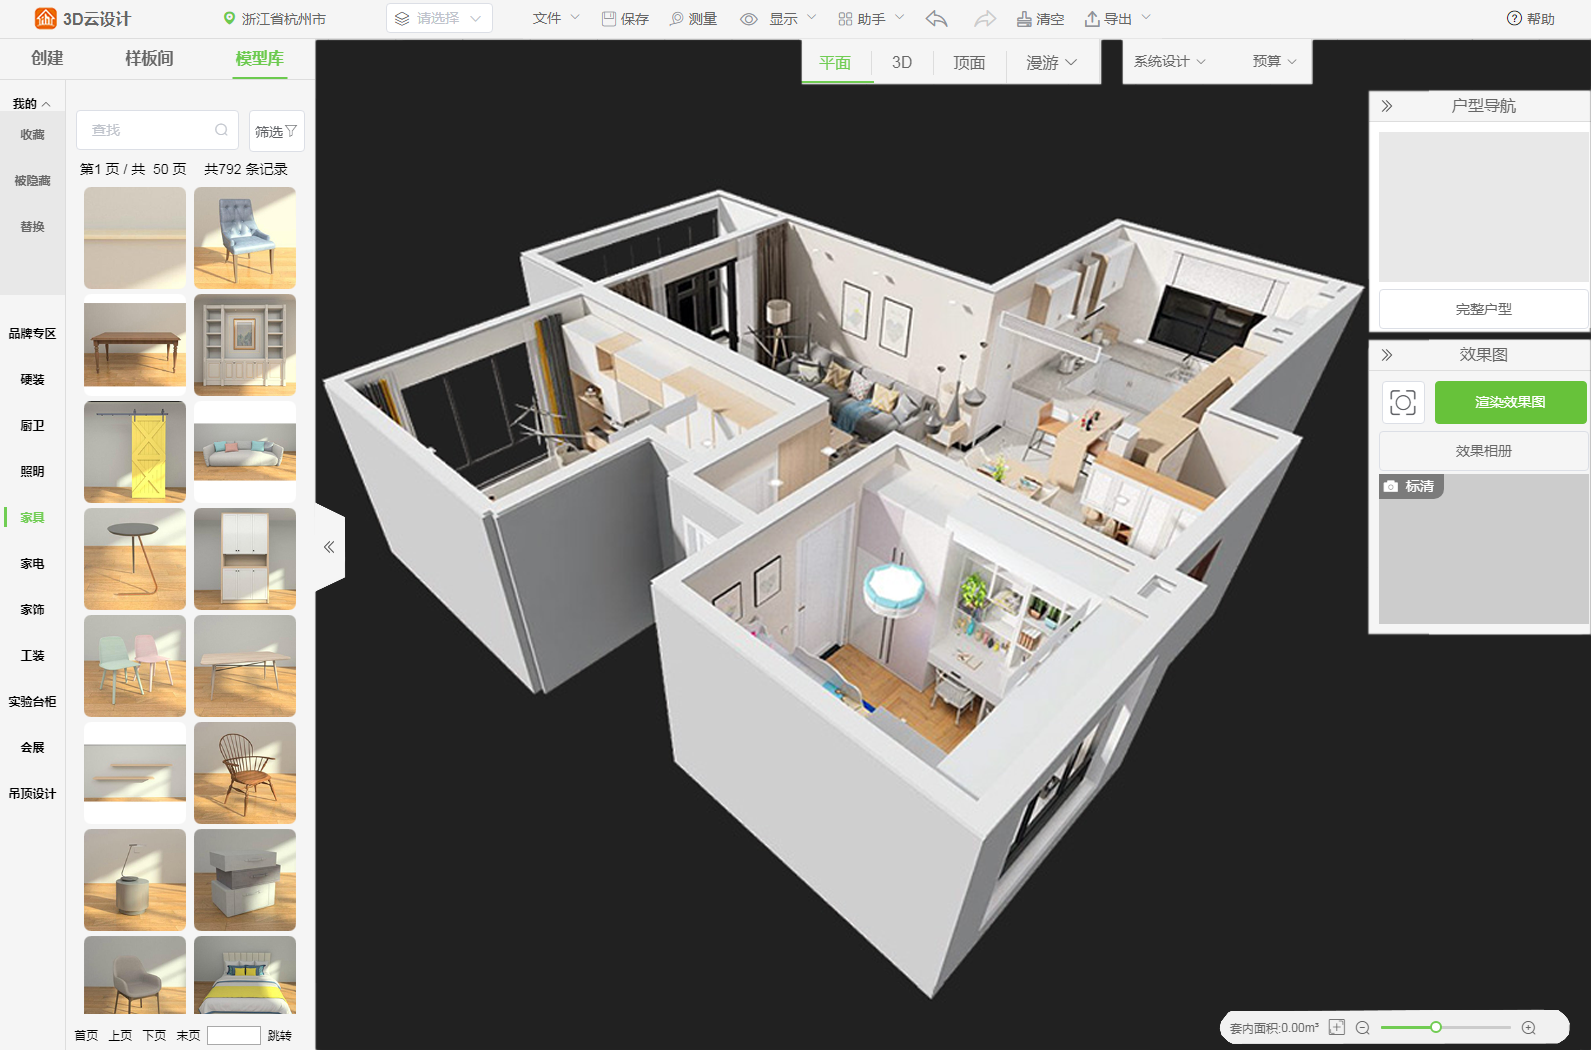 3D云设计
浙江省杭州市
请选择
文件
保存
测量
显示
助手
清空
导出
帮助
创建
样板间
模型库
平面
3D
顶面
漫游
系统设计
预算
我的
收藏
被隐藏
替换
品牌专区
硬装
厨卫
照明
家具
家电
家饰
工装
实验台柜
会展
吊顶设计
查找
筛选
第1 页 / 共 50 页 共792 条记录
首页 上页 下页 末页 跳转
户型导航
完整户型
效果图
渲染效果图
效果相册
标清
套内面积:0.00m²